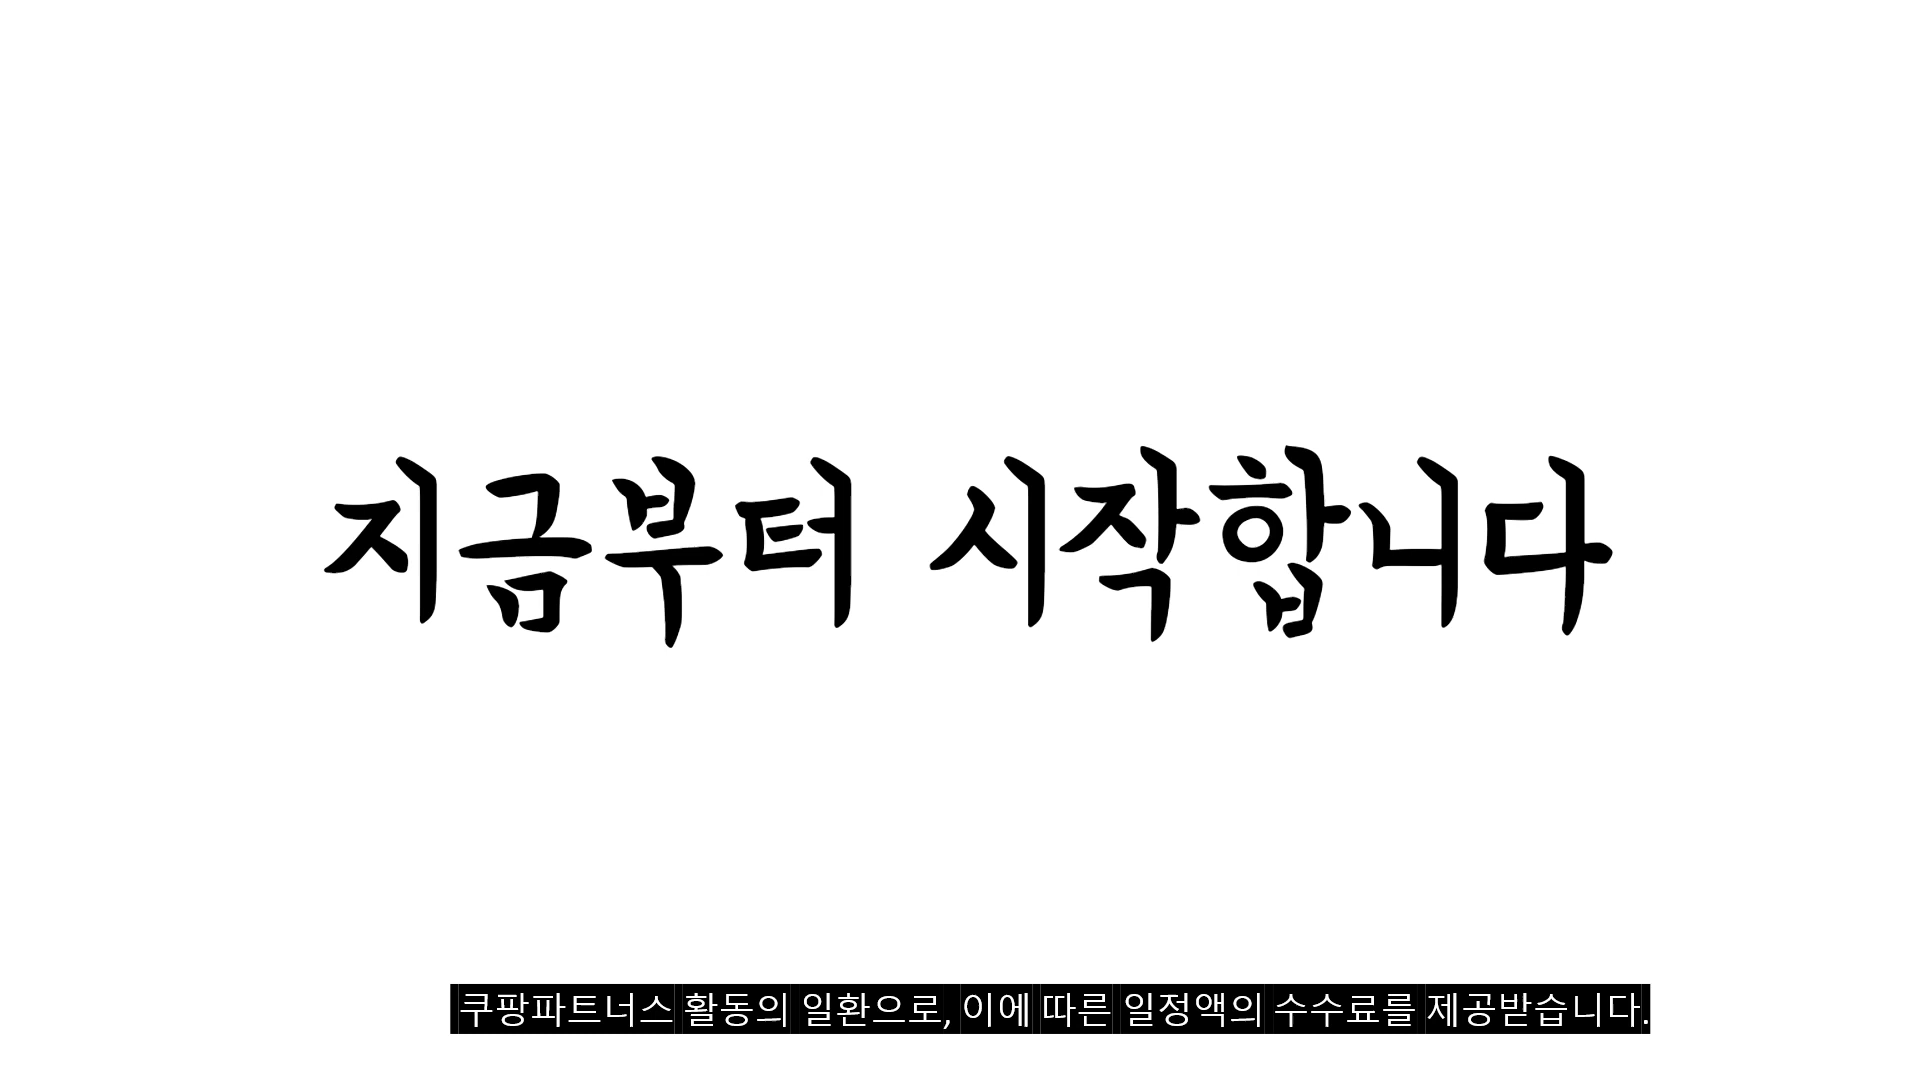 지금부터 시작합니다
쿠팡파트너스 활동의 일환으로, 이에 따른 일정액의 수수료를 제공받습니다.